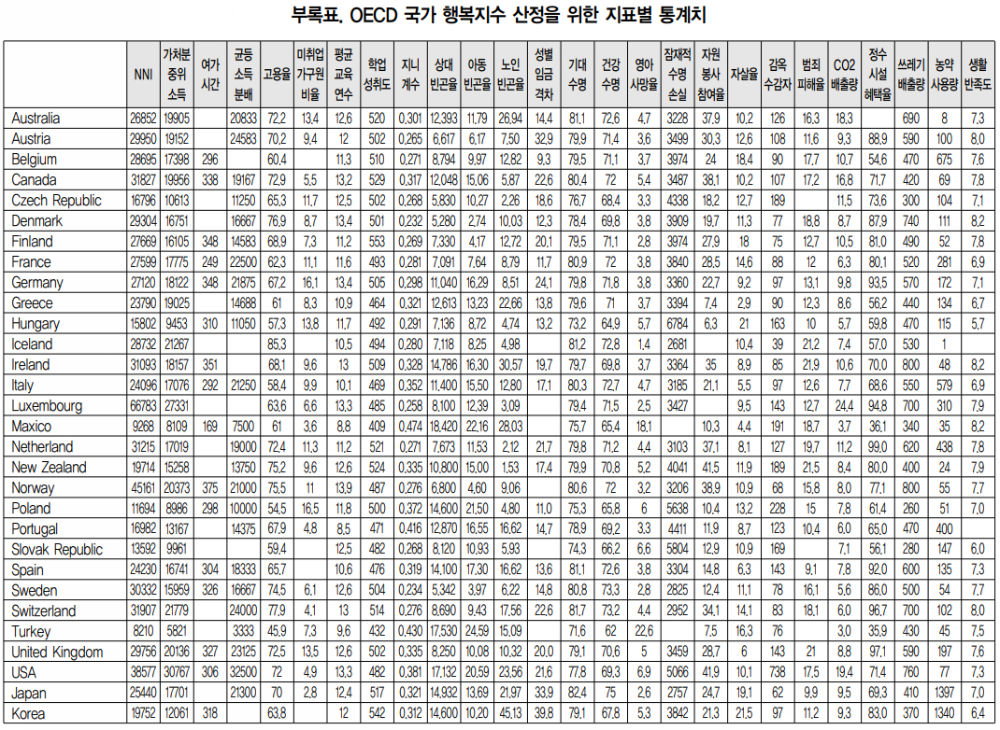 부록표. OECD 국가 행복지수 산정을 위한 지표별 통계치
NNI 가처분 중위 소득 여가 시간 균등 소득 분배 고용율 미취업 가구원 비율 평균 교육 연수 학업 성취도 지니 계수 상대 빈곤율 아동 빈곤율 노인 빈곤율 성별 임금 격차 기대 수명 건강 수명 영아 사망율 잠재적 수명 손실 자원 봉사 참여율 자살율 감옥 수감자 범죄 피해율 CO2 배출량 정수 시설 혜택율 쓰레기 배출량 농약 사용량 생활 만족도
Australia 26852 19905 20833 72,2 13,4 12,6 520 0,301 12,393 11,79 26,94 14,4 81,1 72,6 4,7 3228 37,9 10,2 126 16,3 18,3 690 8 7,3
Austria 29950 19152 24583 70,2 9,4 12 502 0,265 6,617 6,17 7,50 32,9 79,9 71,4 3,6 3499 30,3 12,6 108 11,6 9,3 88,9 590 100 8,0
Belgium 28695 17398 296 60,4 11,3 510 0,271 8,794 9,97 12,82 9,3 79,5 71,1 3,7 3974 24 18,4 90 17,7 10,7 54,6 470 675 7,6
Canada 31827 19956 338 19167 72,9 5,5 13,2 529 0,317 12,048 15,06 5,87 22,6 80,4 72 5,4 3487 38,1 10,2 107 17,2 16,8 71,7 420 69 7,8
Czech Republic 16796 10613 11250 65,3 11,7 12,5 502 0,268 5,830 10,27 2,26 18,6 76,7 68,4 3,3 4338 18,2 12,7 189 11,5 73,6 300 104 7,1
Denmark 29304 16751 16667 76,9 8,7 13,4 501 0,232 5,280 2,74 10,03 12,3 78,4 69,8 3,8 3909 19,7 11,3 77 18,8 8,7 87,9 740 111 8,2
Finland 27669 16105 348 14583 68,9 7,3 11,2 553 0,269 7,330 4,17 12,72 20,1 79,5 71,1 2,8 3974 27,9 18 75 12,7 10,5 81,0 490 52 7,8
France 27599 17775 249 22500 62,3 11,1 11,6 493 0,281 7,091 7,64 8,79 11,7 80,9 72 3,8 3840 28,5 14,6 88 12 6,3 80,1 520 281 6,9
Germany 27120 18122 348 21875 67,2 16,1 13,4 505 0,298 11,040 16,29 8,51 24,1 79,8 71,8 3,8 3360 22,7 9,2 97 13,1 9,8 93,5 570 172 7,1
Greece 23790 19025 14688 61 8,3 10,9 464 0,321 12,613 13,23 22,66 13,8 79,6 71 3,7 3394 7,4 2,9 90 12,3 8,6 56,2 440 134 6,7
Hungary 15802 9453 310 11050 57,3 13,8 11,7 492 0,291 7,136 8,72 4,74 13,2 73,2 64,9 5,7 6784 6,3 21 163 10 5,7 59,8 470 115 5,7
Iceland 28732 21267 85,3 10,5 494 0,280 7,118 8,25 4,98 81,2 72,8 1,4 2681 10,4 39 21,2 7,4 57,0 530 1
Ireland 31093 18157 351 68,1 9,6 13 509 0,328 14,786 16,30 30,57 19,7 79,7 69,8 3,7 3364 35 8,9 85 21,9 10,6 70,0 800 48 8,2
Italy 24096 17076 292 21250 58,4 9,9 10,1 469 0,352 11,400 15,50 12,80 17,1 80,3 72,7 4,7 3185 21,1 5,5 97 12,6 7,7 68,6 550 579 6,9
Luxembourg 66783 27331 63,6 6,6 13,3 485 0,258 8,100 12,39 3,09 79,4 71,5 2,5 3427 9,5 143 12,7 24,4 94,8 700 310 7,9
Maxico 9268 8109 169 7500 61 3,6 8,8 409 0,474 18,420 22,16 28,03 75,7 65,4 18,1 10,3 4,4 191 18,7 3,7 36,1 340 35 8,2
Netherland 31215 17019 19000 72,4 11,3 11,2 521 0,271 7,673 11,53 2,12 21,7 79,8 71,2 4,4 3103 37,1 8,1 127 19,7 11,2 99,0 620 438 7,8
New Zealand 19714 15258 13750 75,2 9,6 12,6 524 0,335 10,800 15,00 1,53 17,4 79,9 70,8 5,2 4041 41,5 11,9 189 21,5 8,4 80,0 400 24 7,9
Norway 45161 20373 375 21000 75,5 11 13,9 487 0,276 6,800 4,60 9,06 80,6 72 3,2 3206 38,9 10,9 68 15,8 8,0 77,1 800 55 7,7
Poland 11694 8986 298 10000 54,5 16,5 11,8 500 0,372 14,600 21,50 4,80 11,0 75,3 65,8 6 5638 10,4 13,2 228 15 7,8 61,4 260 51 7,0
Portugal 16982 13167 14375 67,9 4,8 8,5 471 0,416 12,870 16,55 16,62 14,7 78,9 69,2 3,3 4411 11,9 8,7 123 10,4 6,0 65,0 470 400
Slovak Republic 13592 9961 59,4 12,5 482 0,268 8,120 10,93 5,93 74,3 66,2 6,6 5804 12,9 10,9 169 7,1 56,1 280 147 6,0
Spain 24230 16741 304 18333 65,7 10,6 476 0,319 14,100 17,30 16,62 13,6 81,1 72,6 3,8 3304 14,8 6,3 143 9,1 7,8 92,0 600 135 7,3
Sweden 30332 15959 326 16667 74,5 6,1 12,6 504 0,234 5,342 3,97 6,22 14,8 80,8 73,3 2,8 2825 12,4 11,1 78 16,1 5,6 86,0 500 54 7,7
Switzerland 31907 21779 24000 77,9 4,1 13 514 0,276 8,690 9,43 17,56 22,6 81,7 73,2 4,4 2952 34,1 14,1 83 18,1 6,0 96,7 700 102 8,0
Turkey 8210 5821 3333 45,9 7,3 9,6 432 0,430 17,530 24,59 15,09 71,6 62 22,6 7,5 16,3 76 3,0 35,9 430 45 7,5
United Kingdom 29756 20136 327 23125 72,5 13,5 12,6 502 0,335 8,250 10,08 10,32 20,0 79,1 70,6 5 3459 28,7 6 143 21 8,8 97,1 590 197 7,6
USA 38577 30767 306 32500 72 4,9 13,3 482 0,381 17,132 20,59 23,56 21,6 77,8 69,3 6,9 5066 41,9 10,1 738 17,5 19,4 71,4 760 77 7,3
Japan 25440 17701 21300 70 2,8 12,4 517 0,321 14,932 13,69 21,97 33,9 82,4 75 2,6 2757 24,7 19,1 62 9,9 9,5 69,3 410 1397 7,0
Korea 19752 12061 318 63,8 12 542 0,312 14,600 10,20 45,13 39,8 79,1 67,8 5,3 3842 21,3 21,5 97 11,2 9,3 83,0 370 1340 6,4